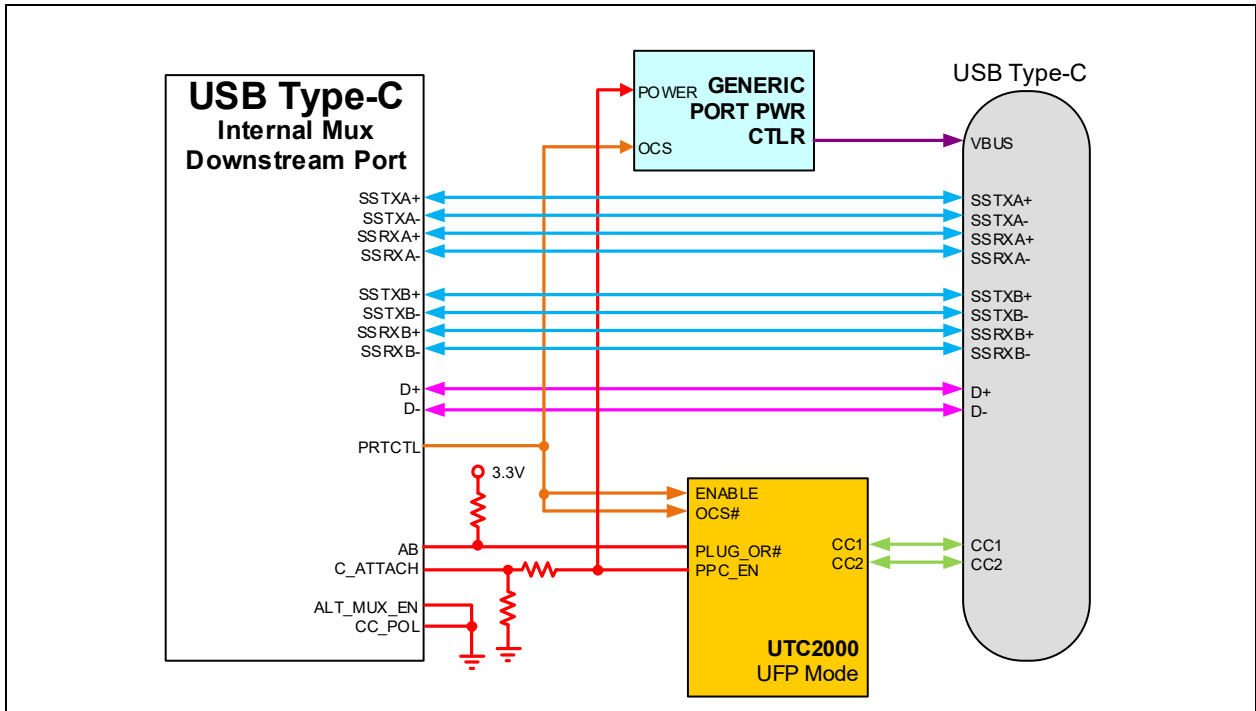 USB Type-C
Internal Mux
Downstream Port
SSTXA+
SSTXA-
SSRXA+
SSRXA-
SSTXB+
SSTXB-
SSRXB+
SSRXB-
D+
D-
PRTCTL
AB
C_ATTACH
ALT_MUX_EN
CC_POL
3.3V
POWER
OCS
GENERIC
PORT PWR
CTLR
ENABLE
OCS#
PLUG_OR#
PPC_EN
CC1
CC2
UTC2000
UFP Mode
USB Type-C
VBUS
SSTXA+
SSTXA-
SSRXA+
SSRXA-
SSTXB+
SSTXB-
SSRXB+
SSRXB-
D+
D-
CC1
CC2